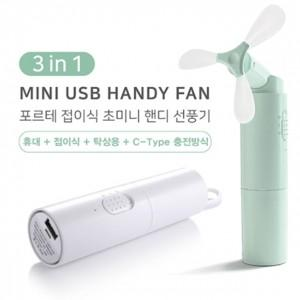 3 in 1
MINI USB HANDY FAN
포르테 접이식 초미니 핸디 선풍기
휴대 + 접이식 + 탁상용 + C-Type 충전방식